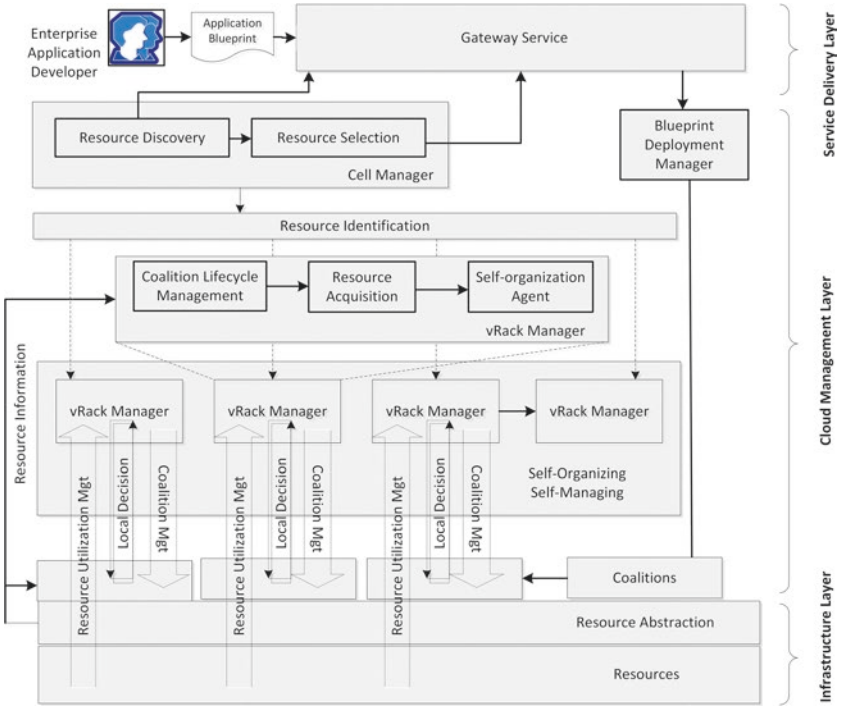 Enterprise
Application
Developer
Application
Blueprint
Gateway Service
Service Delivery Layer
Resource Discovery
Resource Selection
Cell Manager
Blueprint
Deployment
Manager
Resource Identification
Coalition Lifecycle
Management
Resource
Acquisition
Self-organization
Agent
vRack Manager
Cloud Management Layer
Resource Information
vRack Manager
vRack Manager
vRack Manager
vRack Manager
Self-Organizing
Self-Managing
Resource Utilization Mgt
Local Decision
Coalition Mgt
Resource Utilization Mgt
Local Decision
Coalition Mgt
Resource Utilization Mgt
Local Decision
Coalition Mgt
Coalitions
Resource Abstraction
Resources
Infrastructure Layer